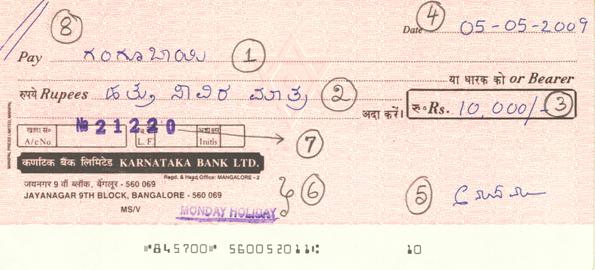 8 Date 4 05-05-2009
Pay ಗಂಗೂಬಾಯಿ 1
या धारक को or Bearer
रुपये Rupees ಹತ್ತು ಸಾವಿರ ಮಾತ್ರ 2 अदा करें। रु॰Rs. 10,000/- 3
खाता सं॰ A/c No. № 21220 L. F. Initls 7
कर्णाटक बैंक लिमिटेड KARNATAKA BANK LTD.
Regd. & Head Office: MANGALORE - 2
जयनगर 9 वाँ ब्लॉक, बेंगलूर - 560 069 6 5
JAYANAGAR 9TH BLOCK, BANGALORE - 560 069
MS/V MONDAY HOLIDAY
"845700" 560052011: 10